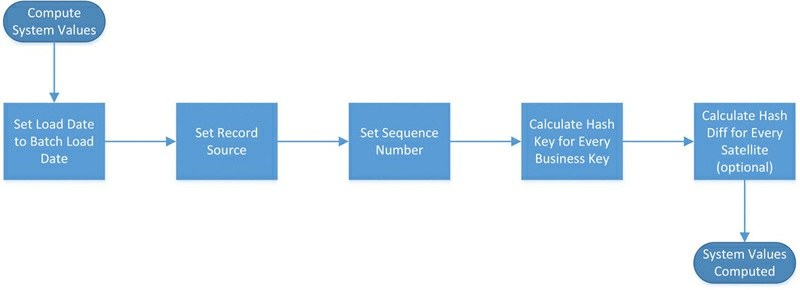 Compute
System Values
Set Load Date
to Batch Load
Date
Set Record
Source
Set Sequence
Number
Calculate Hash
Key for Every
Business Key
Calculate Hash
Diff for Every
Satellite
(optional)
System Values
Computed